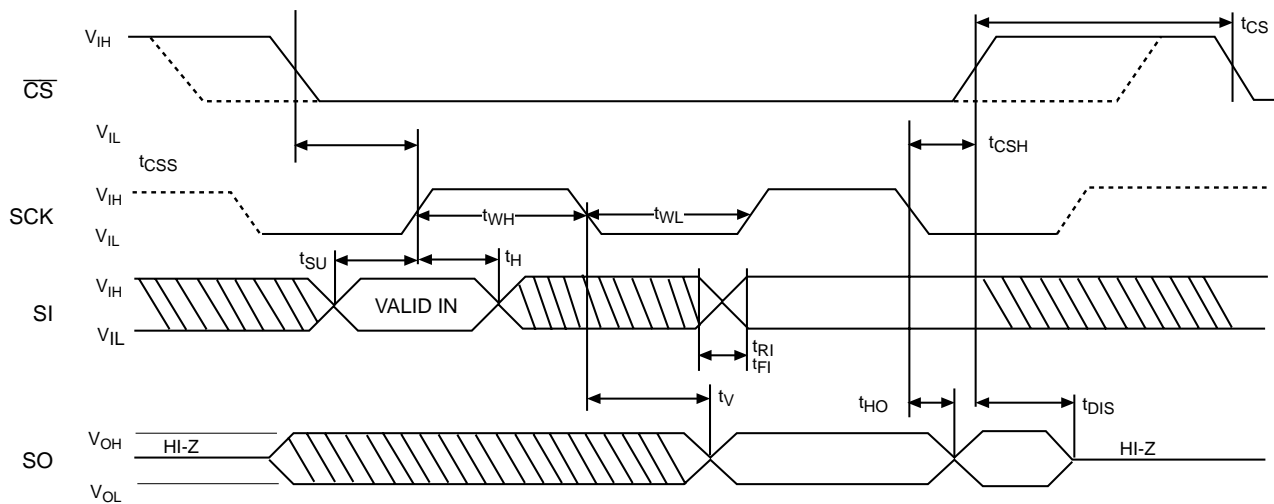 VIH
tCS
CS
VIL
tCSS
tCSH
VIH
SCK
tWH
tWL
VIL
tSU
tH
VIH
SI
VALID IN
VIL
tRI
tFI
tV
tHO
tDIS
VOH
HI-Z
HI-Z
SO
VOL